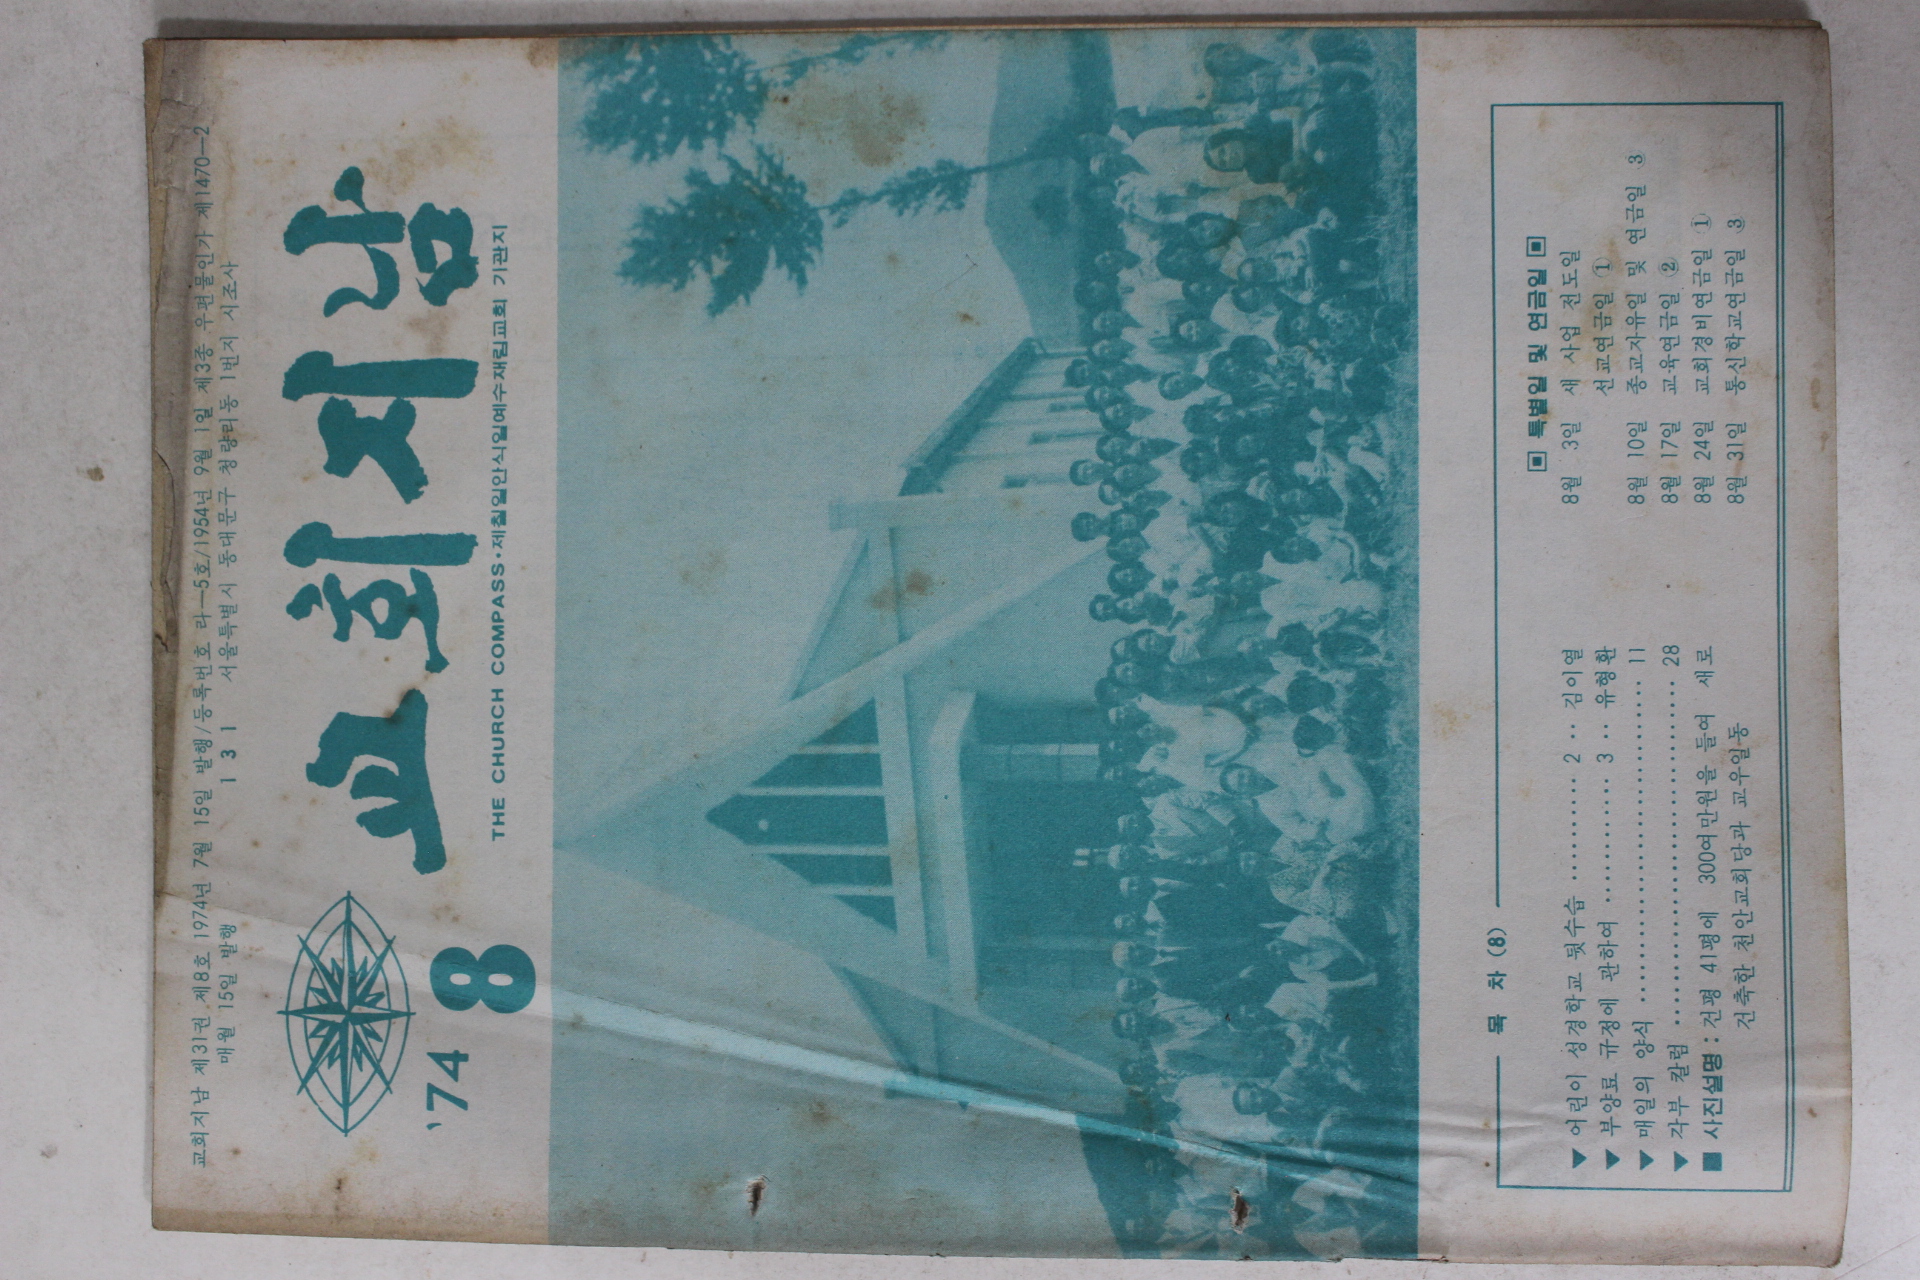 교회지남 제31권 제8호 1974년 7월 15일 발행/등록번호 라—5호/1954년 9월 1일 제3종 우편물인가 제1470—2
매월 15일 발행 131 서울특별시 동대문구 청량리동 1번지 시조사
교회지남
'74 8
THE CHURCH COMPASS·제칠일안식일예수재림교회 기관지
목 차 (8)
▼ 어린이 성경학교 뒷수습 ··········· 2 ·· 김이열
▼ 부양료 규정에 관하여 ··········· 3 ·· 유형환
▼ 매일의 양식 ································ 11
▼ 각부 칼럼 ································ 28
■ 사진설명 : 건평 41평에 300여만원을 들여 새로
건축한 천안교회당과 교우일동
▣ 특별일 및 연금일 ▣
8월 3일 새 사업 전도일
선교연금일 ①
8월 10일 종교자유일 및 연금일 ③
8월 17일 교육연금일 ②
8월 24일 교회경비연금일 ①
8월 31일 통신학교연금일 ③